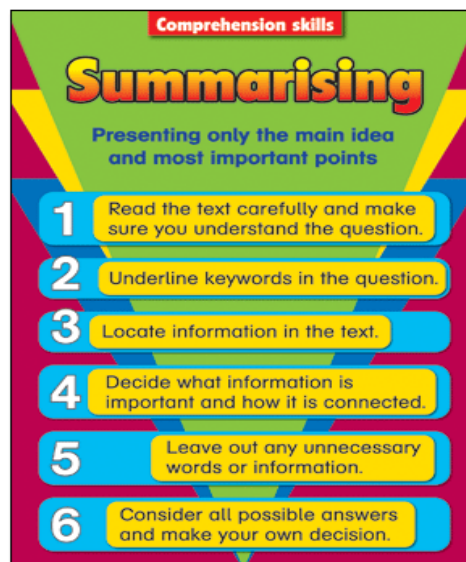 Comprehension skills
Summarising
Presenting only the main idea
and most important points
1 Read the text carefully and make
sure you understand the question.
2 Underline keywords in the question.
3 Locate information in the text.
4 Decide what information is
important and how it is connected.
5 Leave out any unnecessary
words or information.
6 Consider all possible answers
and make your own decision.